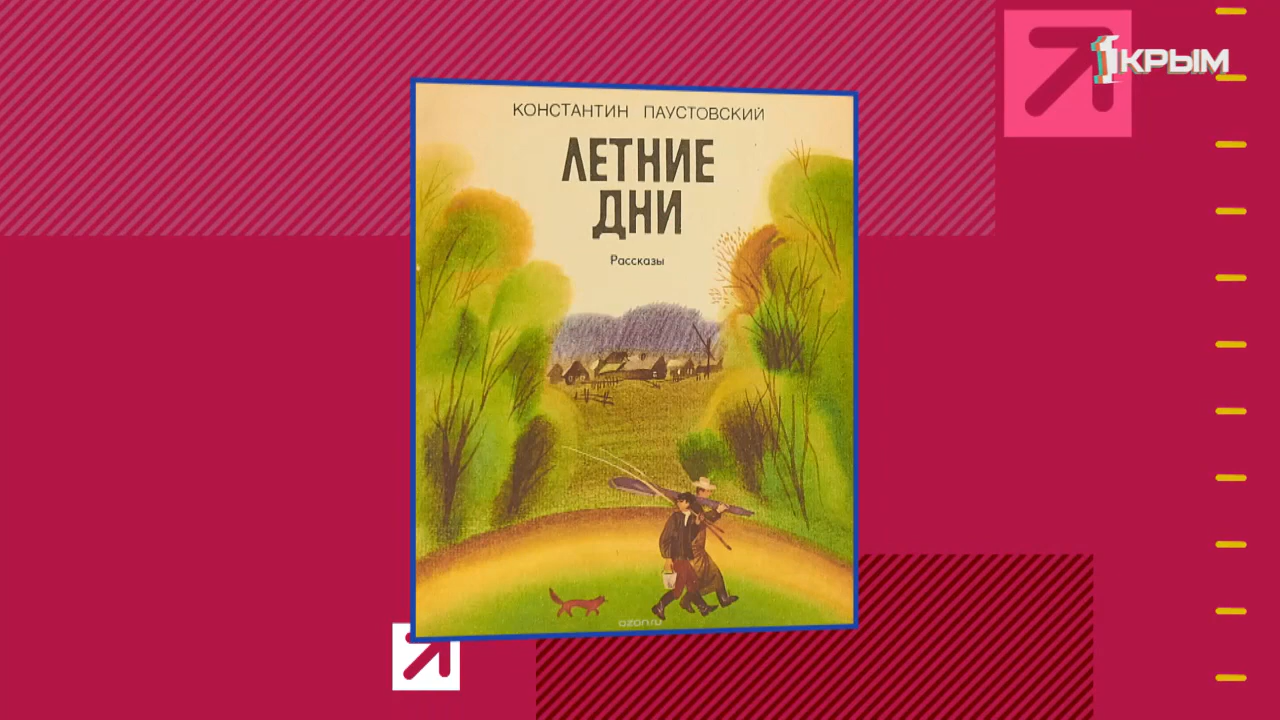 1КРЫМ
КОНСТАНТИН ПАУСТОВСКИЙ
ЛЕТНИЕ
ДНИ
Рассказы
ozon.ru